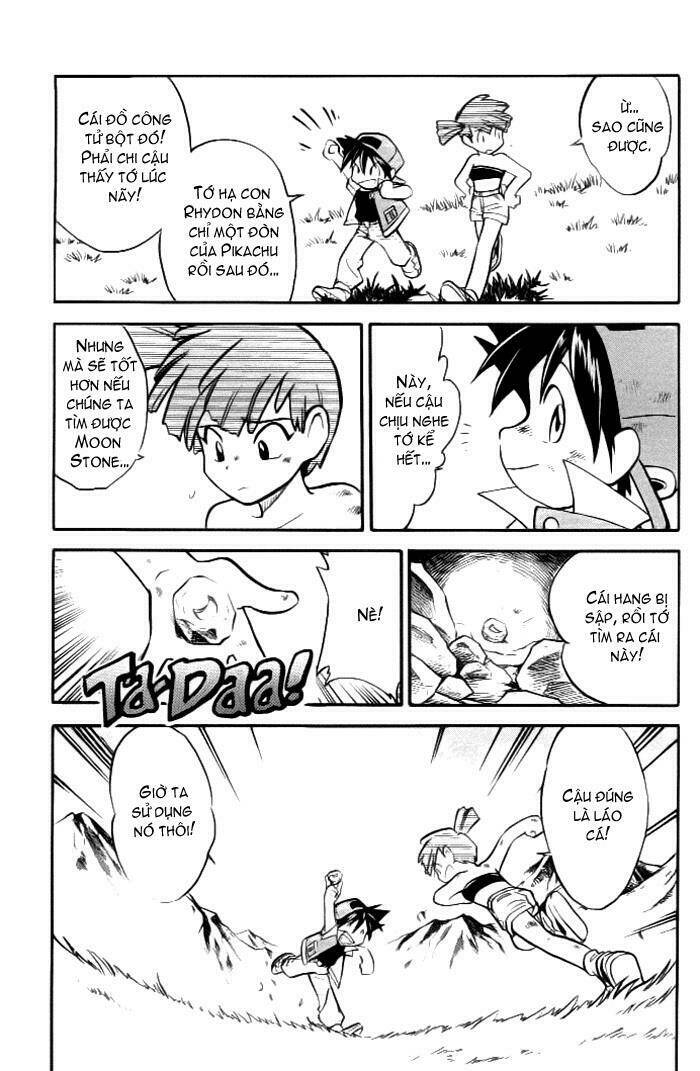 Ừ...
SAO CŨNG
ĐƯỢC.
CÁI ĐỒ CÔNG
TỬ BỘT ĐÓ!
PHẢI CHI CẬU
THẤY TỚ LÚC
NÃY!
TỚ HẠ CON
RHYDON BẰNG
CHỈ MỘT ĐÒN
CỦA PIKACHU
RỒI SAU ĐÓ...
NÀY,
NẾU CẬU
CHỊU NGHE
TỚ KỂ
HẾT...
NHƯNG
MÀ SẼ TỐT
HƠN NẾU
CHÚNG TA
TÌM ĐƯỢC
MOON
STONE...
CÁI HANG BỊ
SẬP, RỒI TỚ
TÌM RA CÁI
NÀY!
NÈ!
TA-DAA!
CẬU ĐÚNG
LÀ LÁO
CÁ!
GIỜ TA
SỬ DỤNG
NÓ THÔI!